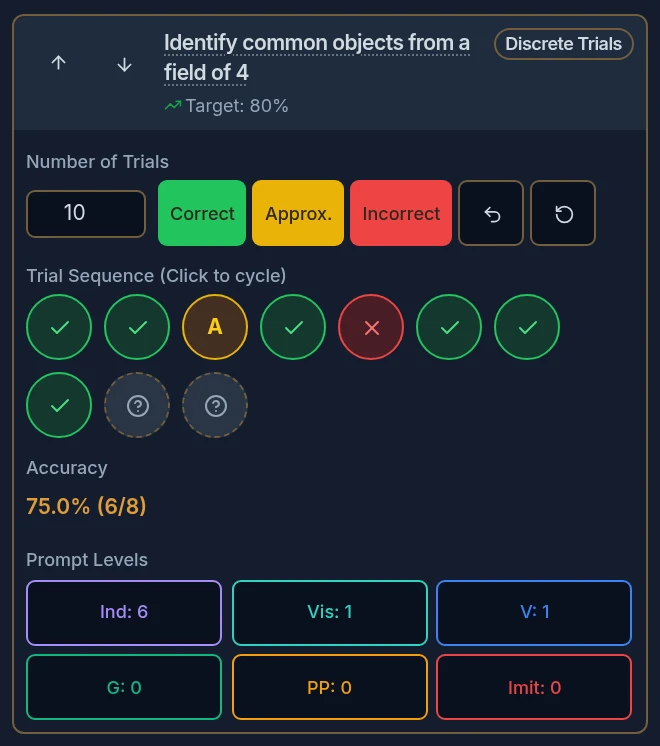 Identify common objects from a
field of 4
Discrete Trials
Target: 80%
Number of Trials
10
Correct
Approx.
Incorrect
Trial Sequence (Click to cycle)
A
? ?
Accuracy
75.0% (6/8)
Prompt Levels
Ind: 6
Vis: 1
V: 1
G: 0
PP: 0
Imit: 0